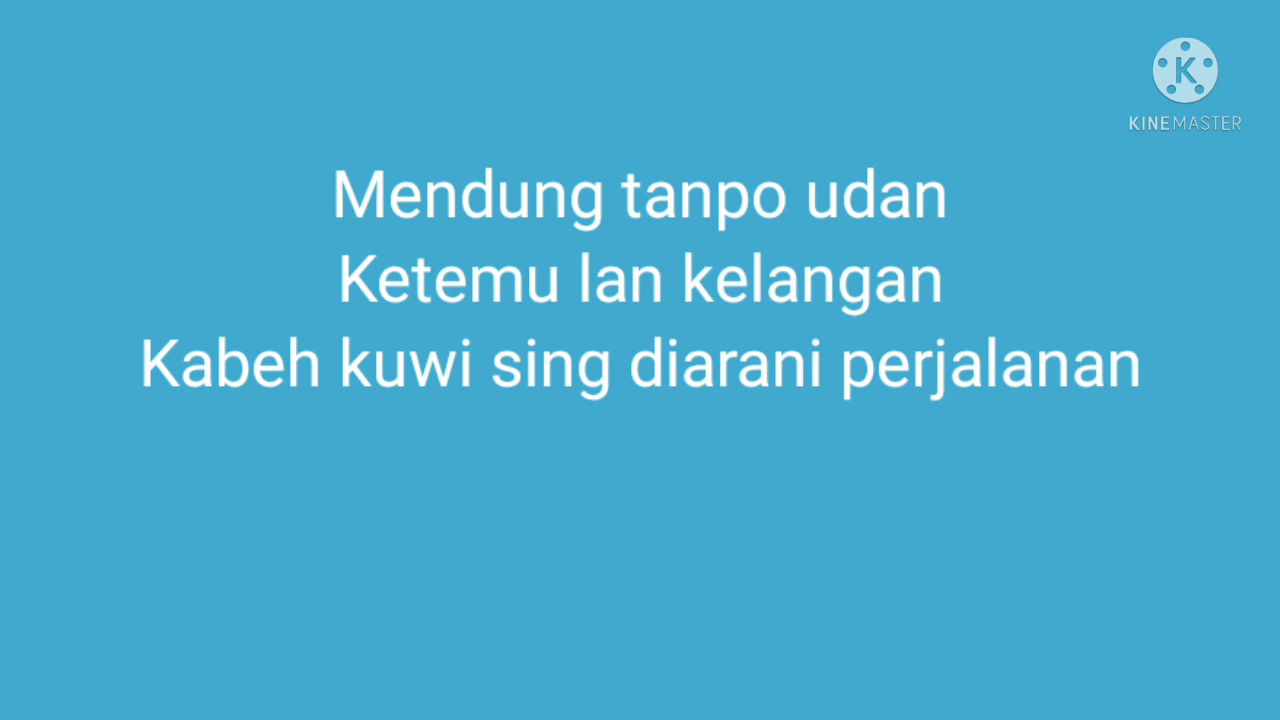 KINEMASTER
Mendung tanpo udan
Ketemu lan kelangan
Kabeh kuwi sing diarani perjalanan